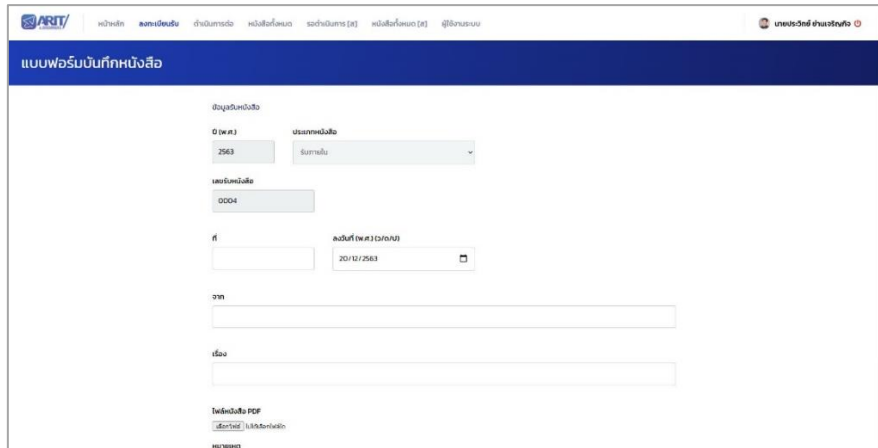 ARIT/ หน้าหลัก ลงทะเบียนรับ ดำเนินการต่อ หนังสือทั้งหมด รอดำเนินการ [ส] หนังสือทั้งหมด [ส] ผู้ใช้งานระบบ นายประวิทย์ ย่านเจริญกิจ
แบบฟอร์มบันทึกหนังสือ
ข้อมูลรับหนังสือ
ปี (พ.ศ.) ประเภทหนังสือ
2563 รับภายใน
เลขรับหนังสือ
0004
ที่ ลงวันที่ (พ.ศ.) (ว/ด/ป)
20/12/2563
จาก
เรื่อง
ไฟล์หนังสือ PDF
เลือกไฟล์ ไม่ได้เลือกไฟล์ใด
หมายเหตุ